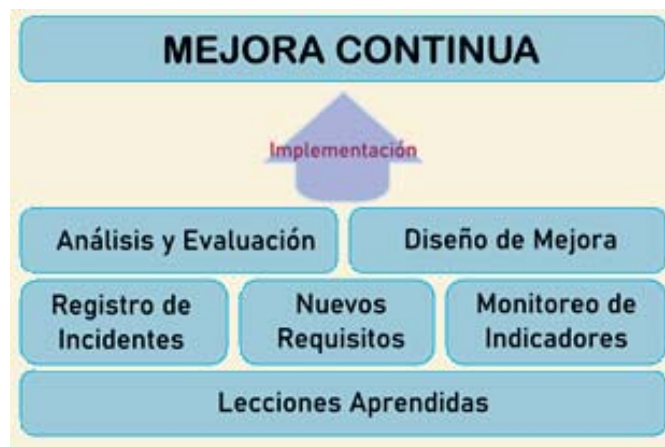 MEJORA CONTINUA
Implementación
Análisis y Evaluación
Diseño de Mejora
Registro de
Incidentes
Nuevos
Requisitos
Monitoreo de
Indicadores
Lecciones Aprendidas